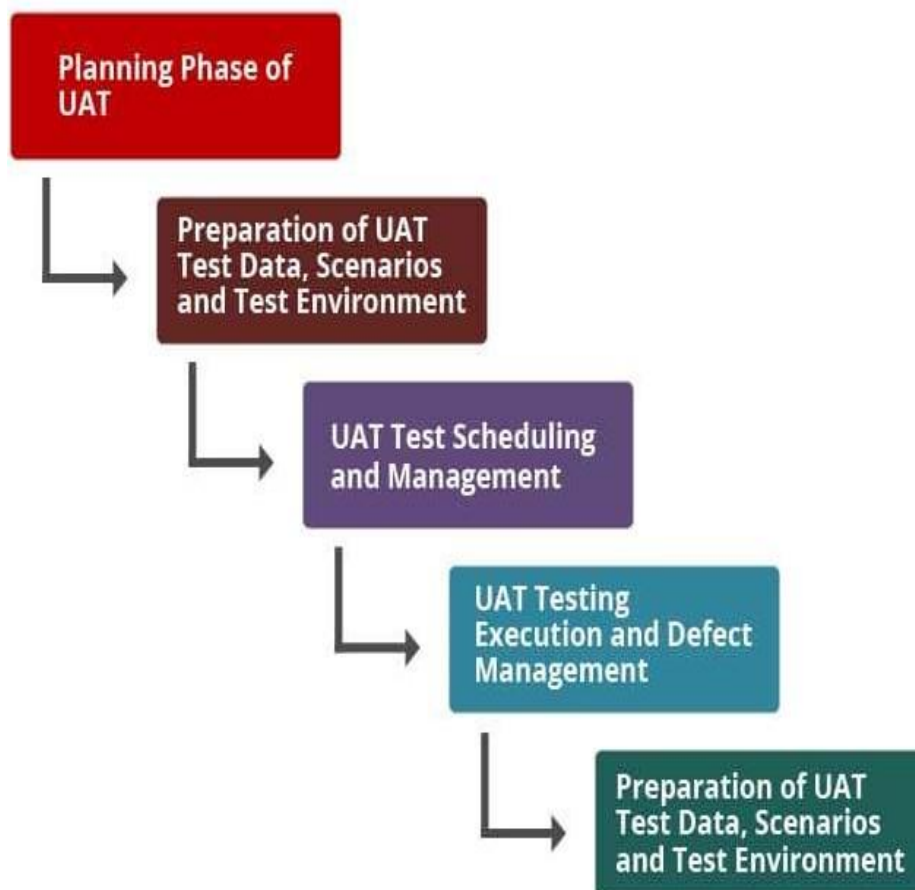 Planning Phase of
UAT
Preparation of UAT
Test Data, Scenarios
and Test Environment
UAT Test Scheduling
and Management
UAT Testing
Execution and Defect
Management
Preparation of UAT
Test Data, Scenarios
and Test Environment